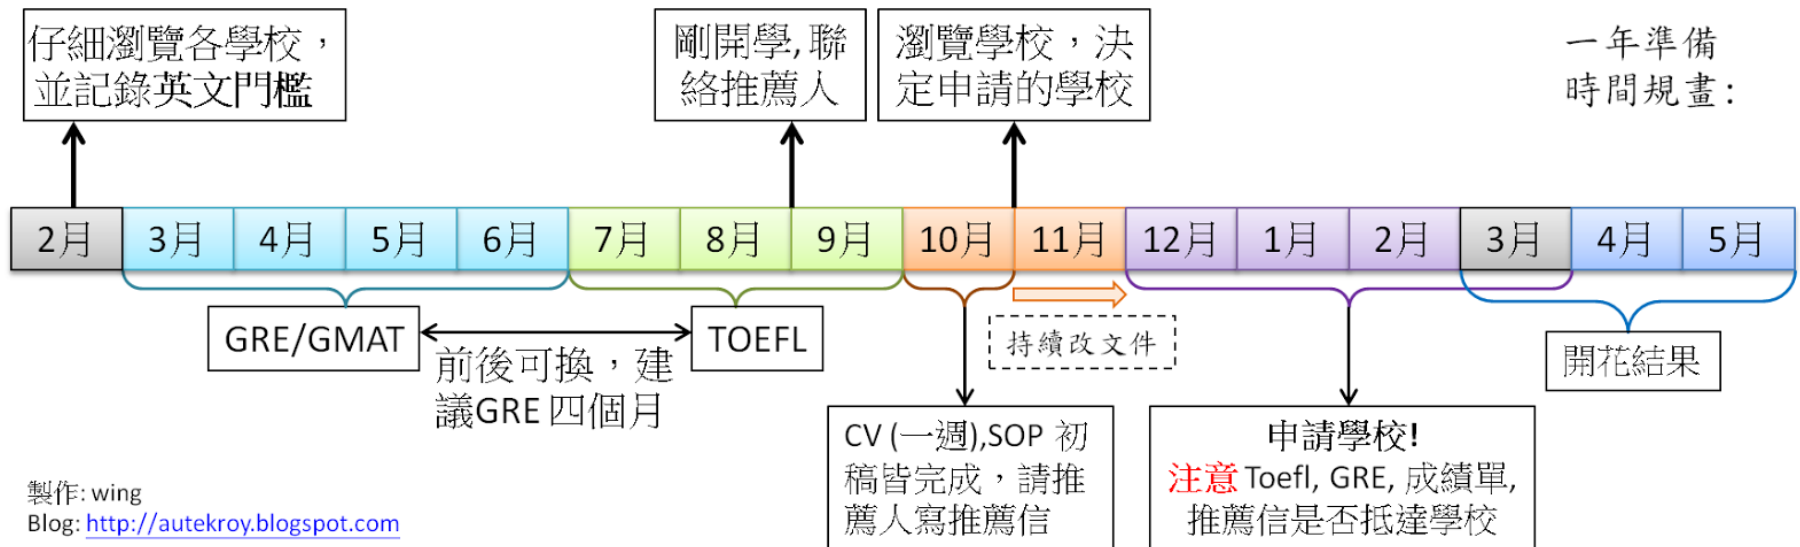 仔細瀏覽各學校，
並記錄英文門檻
剛開學, 聯
絡推薦人
瀏覽學校，決
定申請的學校
一年準備
時間規畫:
2月 3月 4月 5月 6月 7月 8月 9月 10月 11月 12月 1月 2月 3月 4月 5月
GRE/GMAT
前後可換，建
議GRE 四個月
TOEFL
持續改文件
開花結果
CV (一週),SOP 初
稿皆完成，請推
薦人寫推薦信
申請學校!
注意 Toefl, GRE, 成績單,
推薦信是否抵達學校
製作: wing
Blog: http://autekroy.blogspot.com